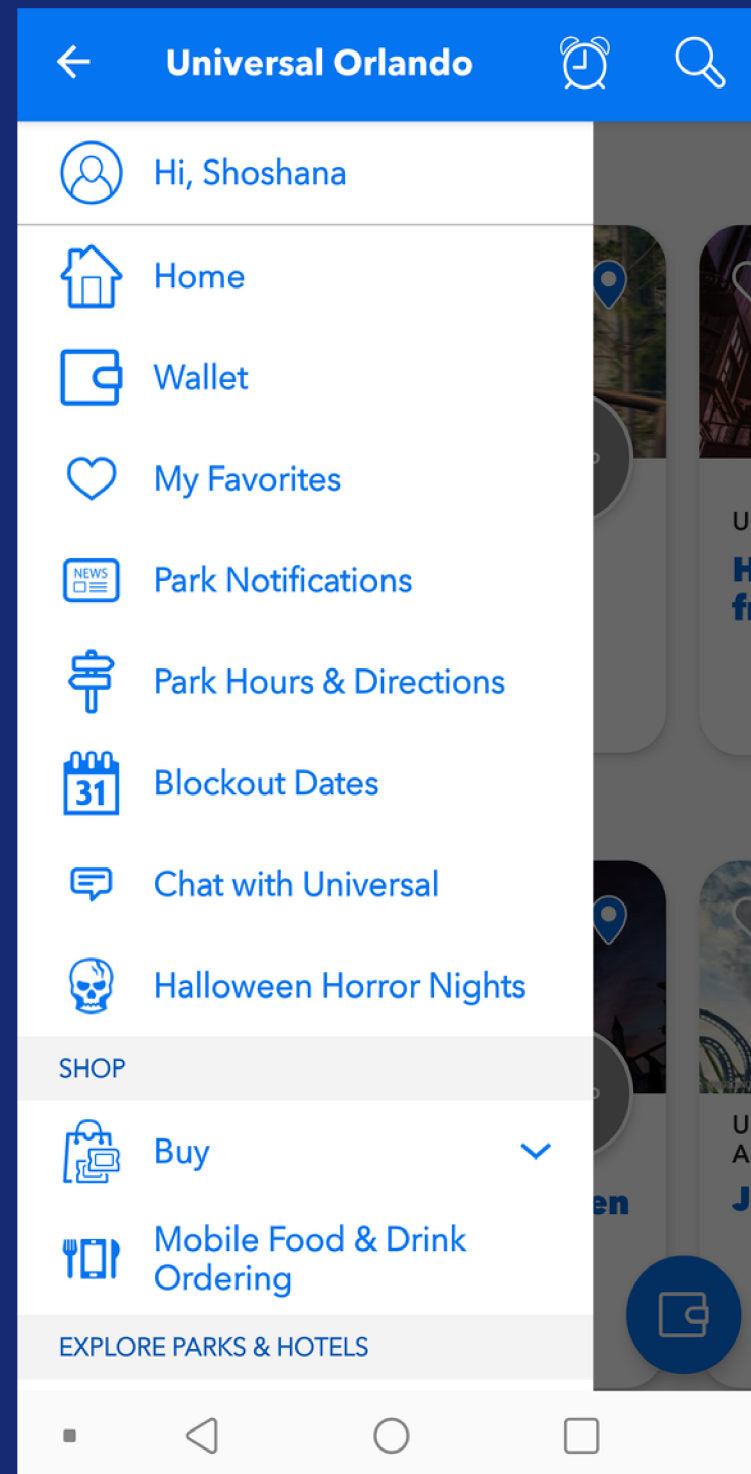 Universal Orlando
Hi, Shoshana
Home
Wallet
My Favorites
NEWS
Park Notifications
Park Hours & Directions
31
Blockout Dates
Chat with Universal
Halloween Horror Nights
SHOP
Buy
Mobile Food & Drink
Ordering
EXPLORE PARKS & HOTELS